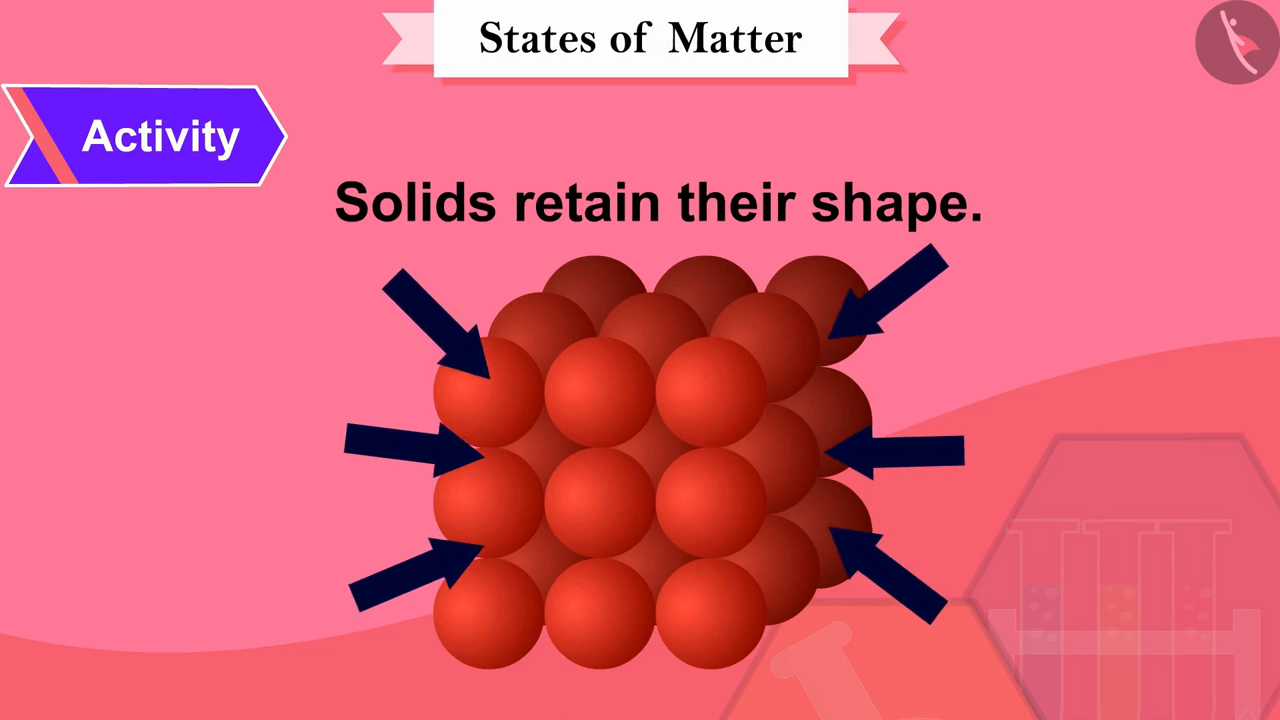 States of Matter
Activity
Solids retain their shape.